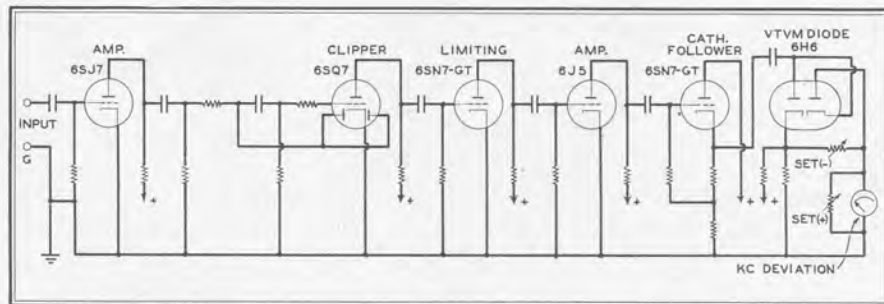 AMP.
6SJ7
CLIPPER
6SQ7
LIMITING
6SN7-GT
AMP.
6J5
CATH.
FOLLOWER
6SN7-GT
VTVM DIODE
6H6
INPUT
G
+
+
+
+
+
+
+
SET(-)
SET(+)
KC DEVIATION